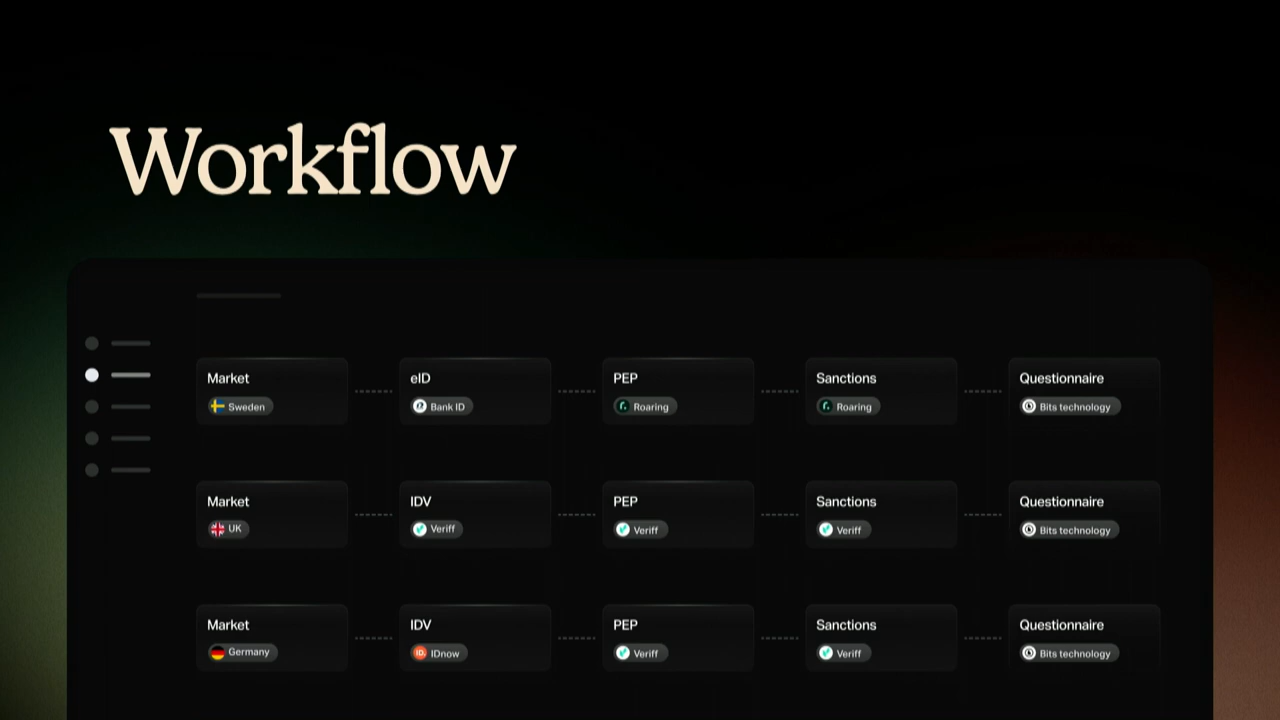 Workflow
Market eID PEP Sanctions Questionnaire
Sweden Bank ID Roaring Roaring Bits technology
Market IDV PEP Sanctions Questionnaire
UK Veriff Veriff Veriff Bits technology
Market IDV PEP Sanctions Questionnaire
Germany ID. IDnow Veriff Veriff Bits technology